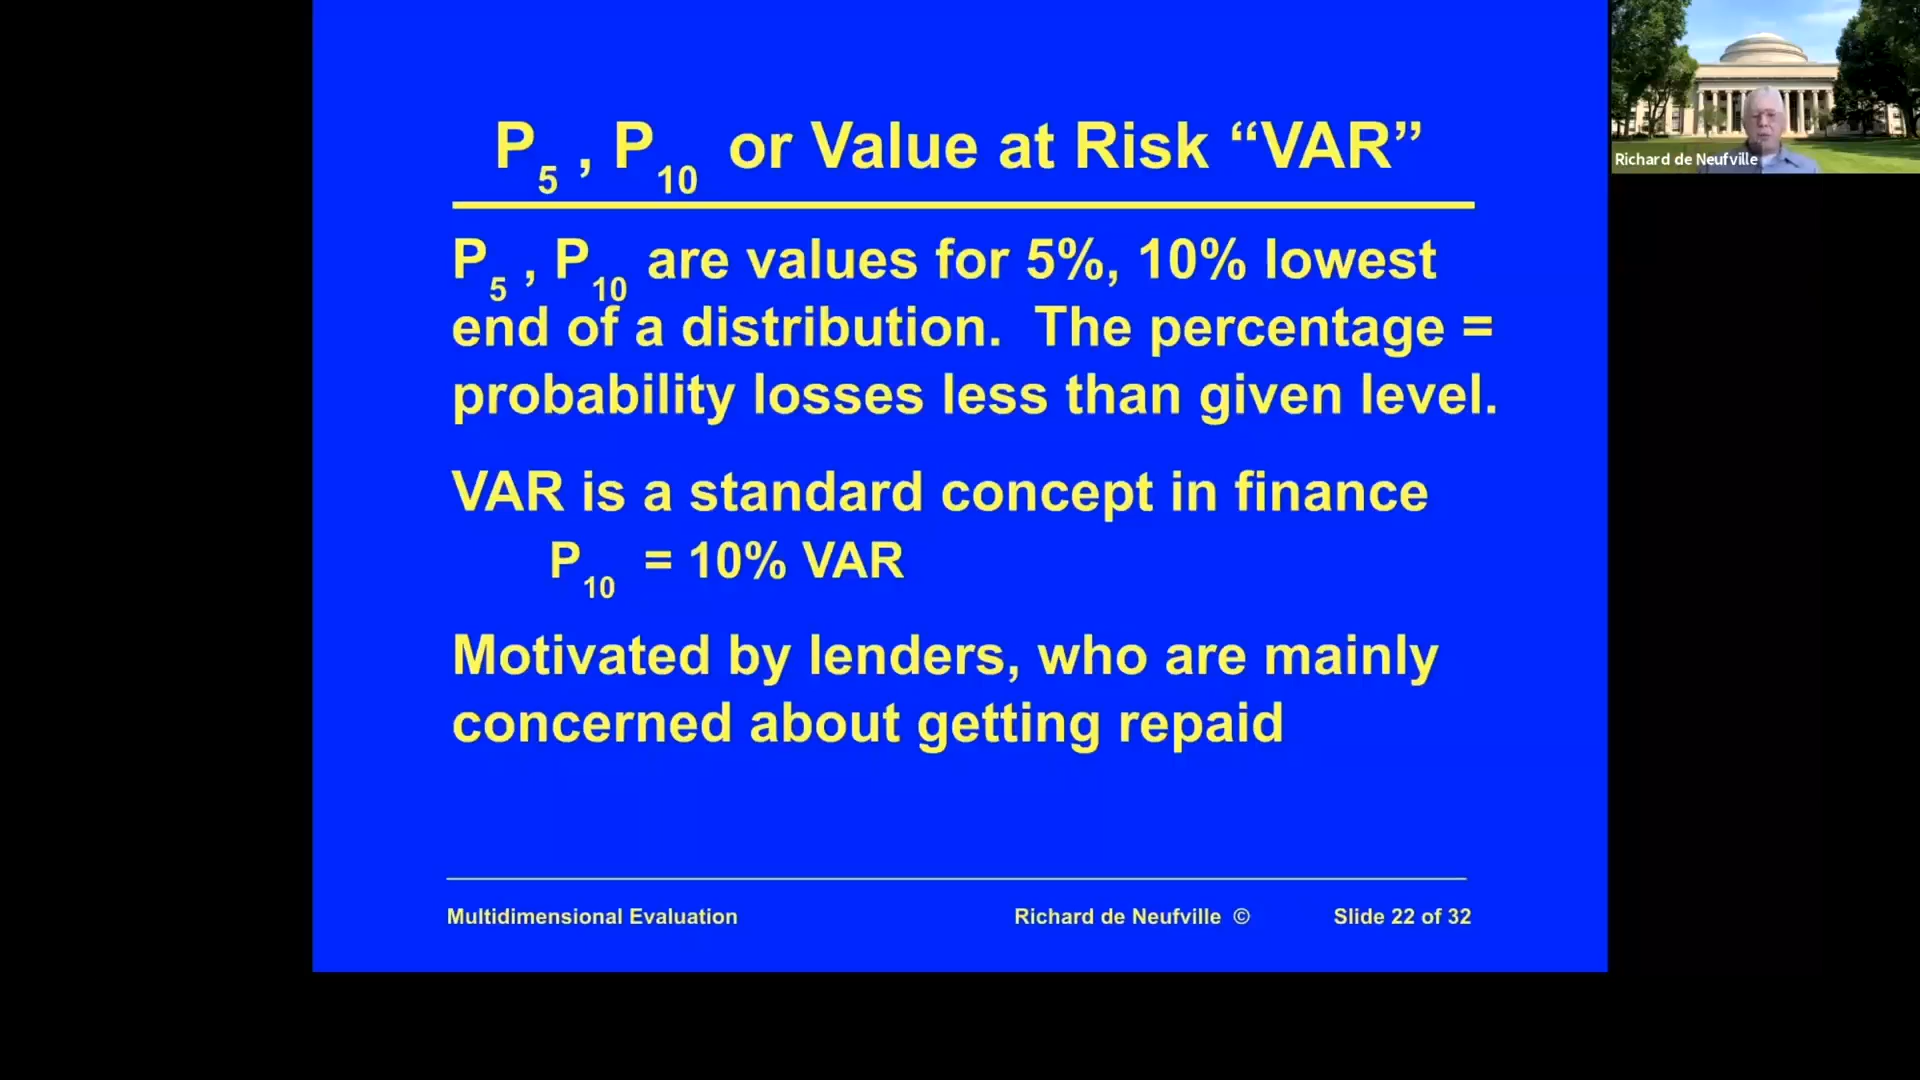 P5 , P10 or Value at Risk “VAR”
P5 , P10 are values for 5%, 10% lowest
end of a distribution. The percentage =
probability losses less than given level.
VAR is a standard concept in finance
P10 = 10% VAR
Motivated by lenders, who are mainly
concerned about getting repaid
Multidimensional Evaluation Richard de Neufville © Slide 22 of 32
Richard de Neufville